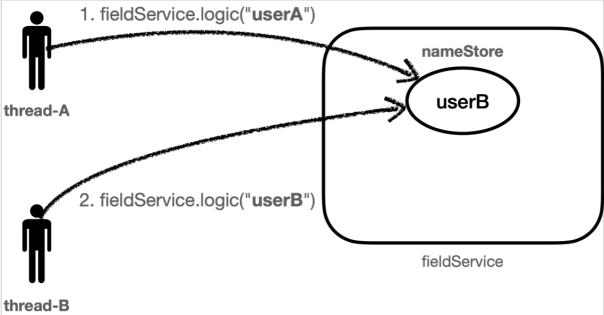 1. fieldService.logic("userA")
nameStore
userB
thread-A
2. fieldService.logic("userB")
fieldService
thread-B